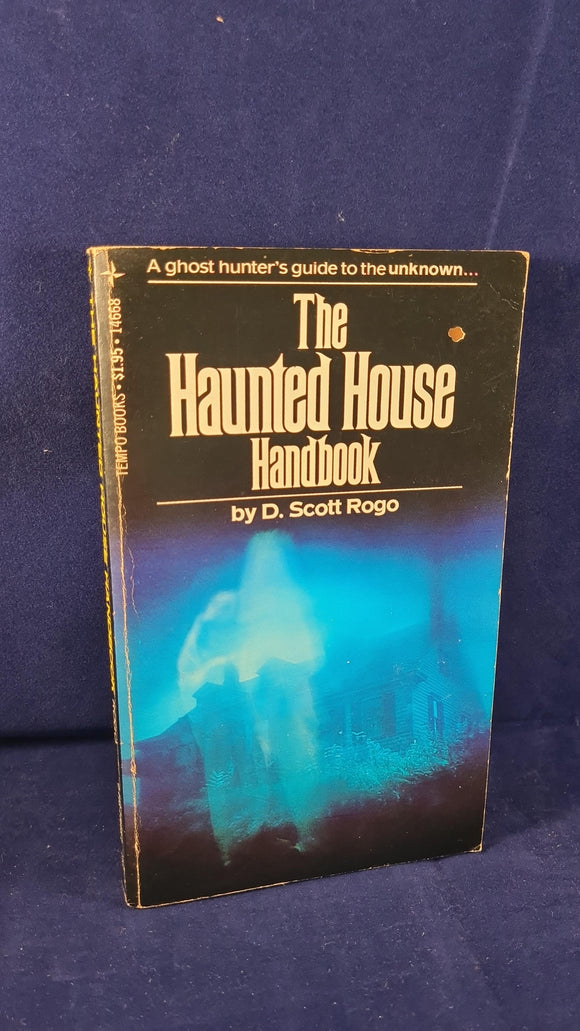 A ghost hunter's guide to the unknown...
The
Haunted House
Handbook
by D. Scott Rogo
TEMPO BOOKS • $1.95 • 14668